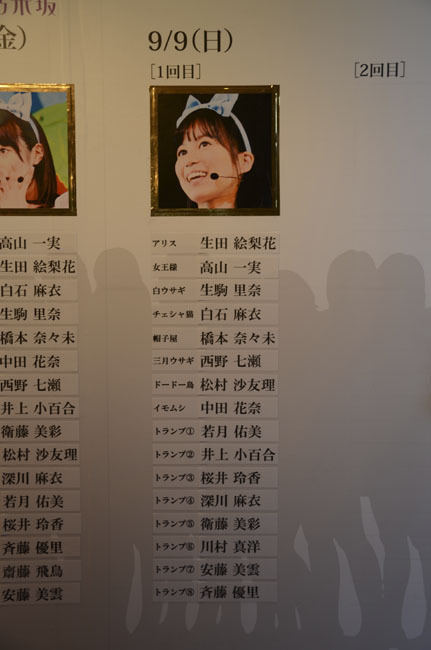 乃木坂
金)
高山 一実
生田 絵梨花
白石 麻衣
生駒 里奈
橋本 奈々未
中田 花奈
西野 七瀬
井上 小百合
衛藤 美彩
松村 沙友理
深川 麻衣
若月 佑美
桜井 玲香
斉藤 優里
齋藤 飛鳥
安藤 美雲
9/9(日)
[1回目]
アリス 生田 絵梨花
女王様 高山 一実
白ウサギ 生駒 里奈
チェシャ猫 白石 麻衣
帽子屋 橋本 奈々未
三月ウサギ 西野 七瀬
ドードー鳥 松村 沙友理
イモムシ 中田 花奈
トランプ① 若月 佑美
トランプ② 井上 小百合
トランプ③ 桜井 玲香
トランプ④ 深川 麻衣
トランプ⑤ 衛藤 美彩
トランプ⑥ 川村 真洋
トランプ⑦ 安藤 美雲
トランプ⑧ 斉藤 優里
[2回目]